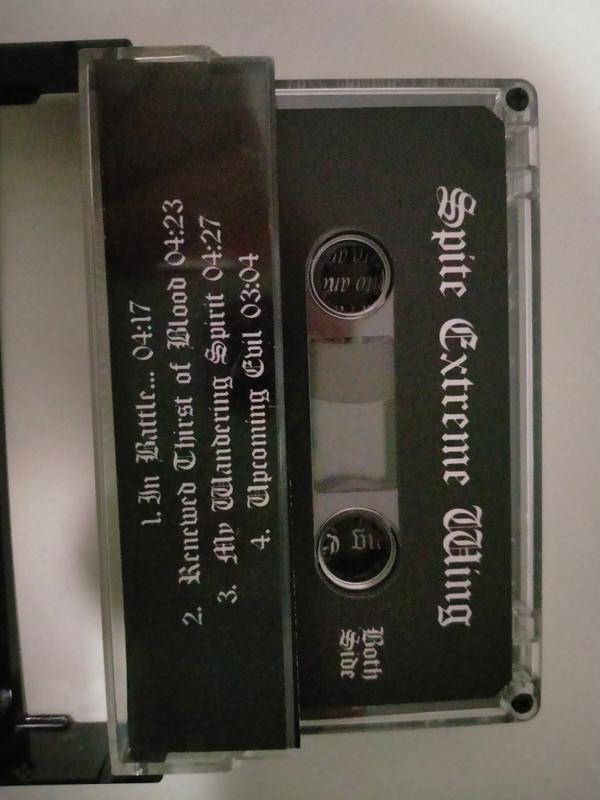 1. In Battle... 04:17
2. Renewed Thirst of Blood 04:23
3. My Wandering Spirit 04:27
4. Upcoming Evil 03:04
Spite Extreme Wing
Both
Side